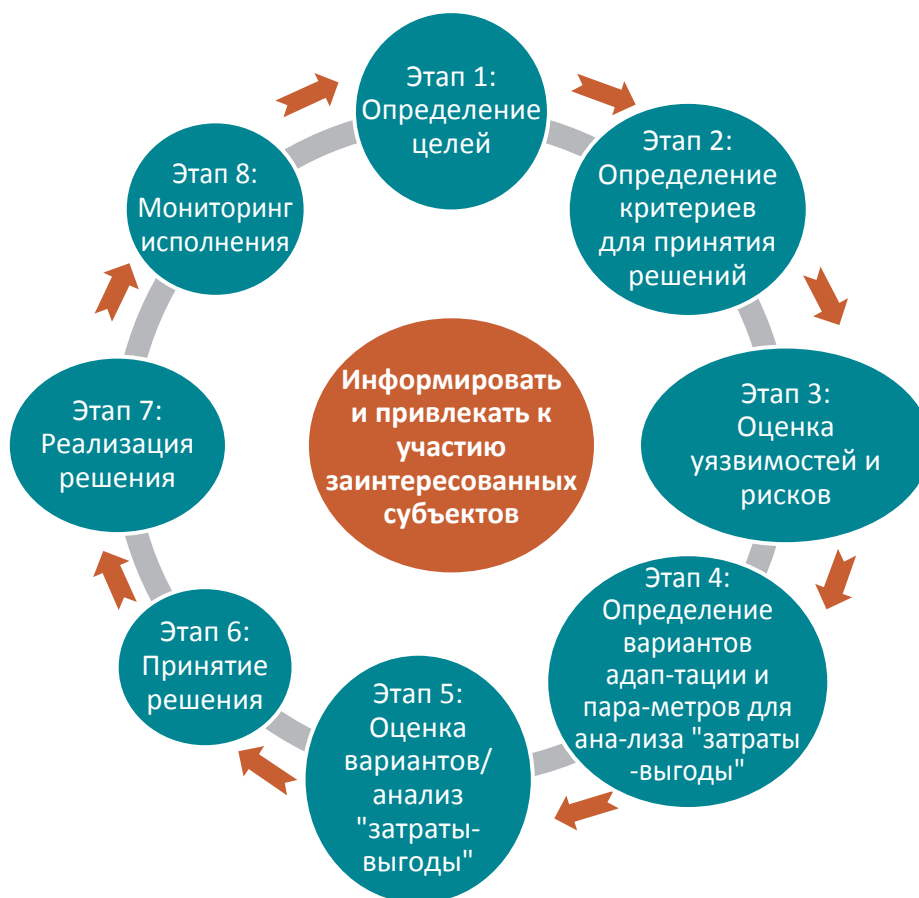 Этап 1:
Определение
целей
Этап 2:
Определение
критериев
для принятия
решений
Этап 3:
Оценка
уязвимостей и
рисков
Этап 4:
Определение
вариантов
адап-тации и
пара-метров для
ана-лиза "затраты
-выгоды"
Этап 5:
Оценка
вариантов/
анализ
"затраты-
выгоды"
Этап 6:
Принятие
решения
Этап 7:
Реализация
решения
Этап 8:
Мониторинг
исполнения
Информировать
и привлекать к
участию
заинтересованных
субъектов